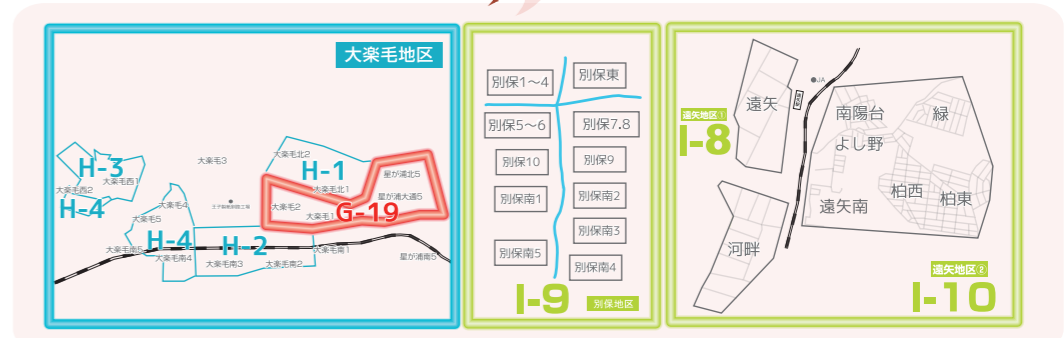 大楽毛地区
H-3
大楽毛西1
大楽毛西2
H-4
大楽毛3
大楽毛北2
H-1
大楽毛北1
星が浦北5
星が浦大通5
大楽毛2
大楽毛1
G-19
大楽毛4
大楽毛5
H-4
H-2
大楽毛南5
大楽毛南4
大楽毛南3
大楽毛南2
大楽毛南1
星が浦南5
別保1〜4
別保東
別保5〜6
別保7.8
別保10
別保9
別保南1
別保南2
別保南3
別保南5
別保南4
I-9
別保地区
遠矢地区①
I-8
遠矢
JA
南陽台
緑
よし野
柏西
柏東
遠矢南
河畔
遠矢地区②
I-10